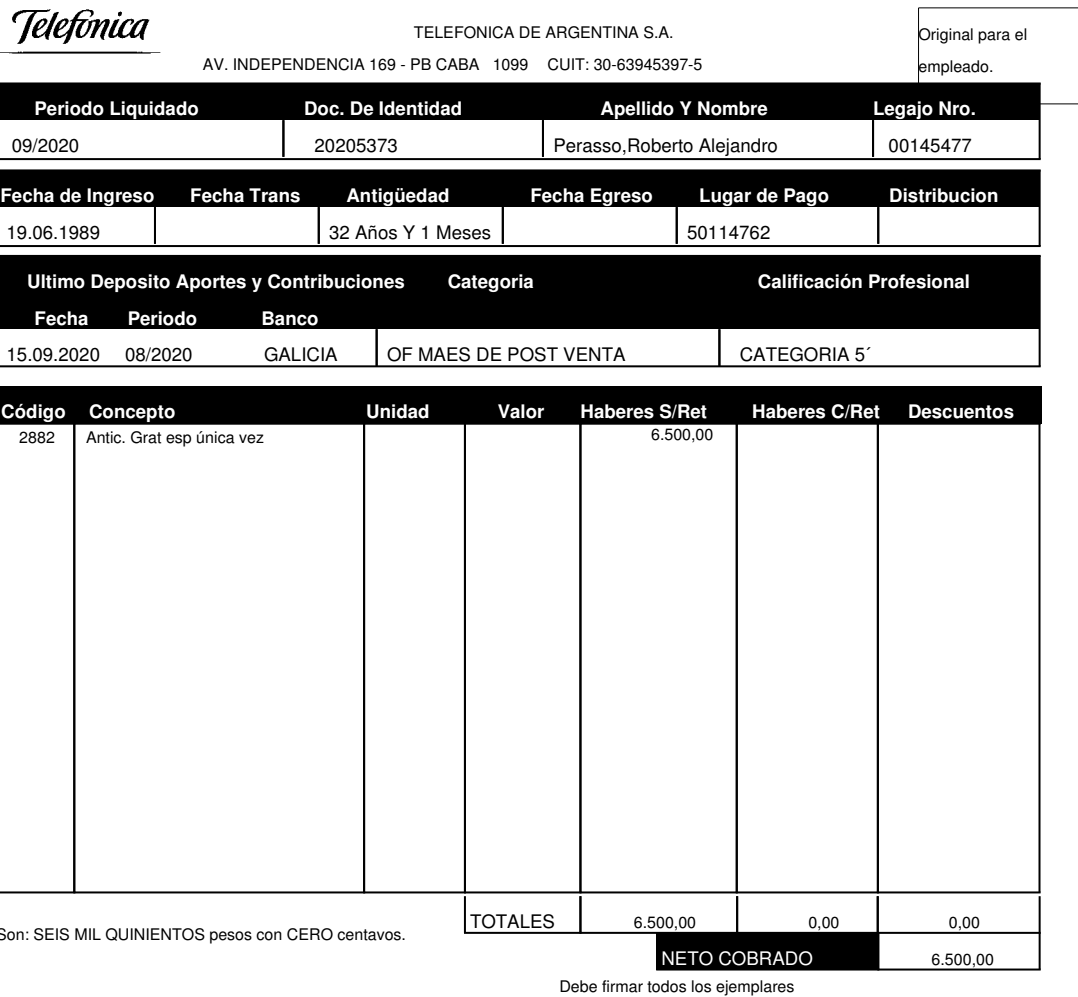 Telefónica
TELEFONICA DE ARGENTINA S.A.
AV. INDEPENDENCIA 169 - PB CABA 1099 CUIT: 30-63945397-5
Original para el
empleado.
Periodo Liquidado Doc. De Identidad Apellido Y Nombre Legajo Nro.
09/2020 20205373 Perasso,Roberto Alejandro 00145477
Fecha de Ingreso Fecha Trans Antigüedad Fecha Egreso Lugar de Pago Distribucion
19.06.1989 32 Años Y 1 Meses 50114762
Ultimo Deposito Aportes y Contribuciones Categoria Calificación Profesional
Fecha Periodo Banco
15.09.2020 08/2020 GALICIA OF MAES DE POST VENTA CATEGORIA 5´
Código Concepto Unidad Valor Haberes S/Ret Haberes C/Ret Descuentos
2882 Antic. Grat esp única vez 6.500,00
TOTALES 6.500,00 0,00 0,00
Son: SEIS MIL QUINIENTOS pesos con CERO centavos.
NETO COBRADO 6.500,00
Debe firmar todos los ejemplares